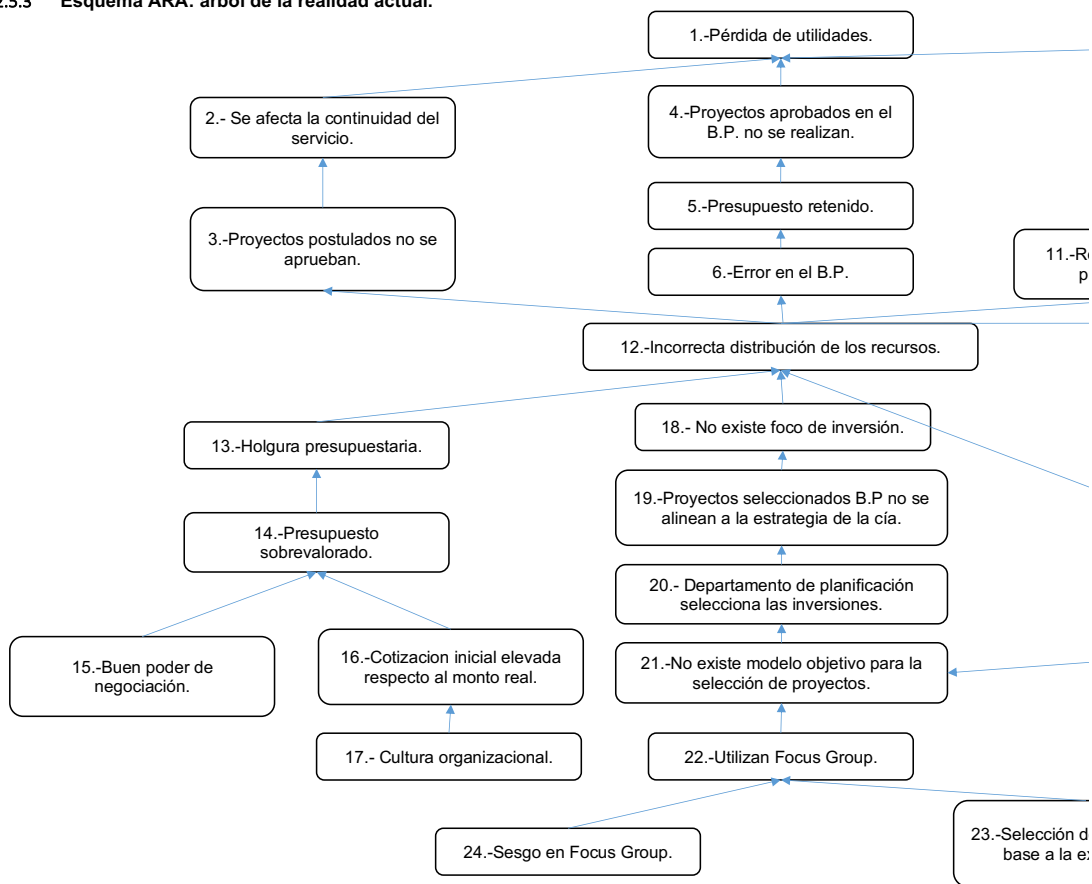 2.5.3 Esquema ARA: árbol de la realidad actual.
1.-Pérdida de utilidades.
2.- Se afecta la continuidad del
servicio.
4.-Proyectos aprobados en el
B.P. no se realizan.
5.-Presupuesto retenido.
3.-Proyectos postulados no se
aprueban.
6.-Error en el B.P.
11.-R
p
12.-Incorrecta distribución de los recursos.
13.-Holgura presupuestaria.
18.- No existe foco de inversión.
19.-Proyectos seleccionados B.P no se
alinean a la estrategia de la cía.
14.-Presupuesto
sobrevalorado.
20.- Departamento de planificación
selecciona las inversiones.
15.-Buen poder de
negociación.
16.-Cotizacion inicial elevada
respecto al monto real.
21.-No existe modelo objetivo para la
selección de proyectos.
17.- Cultura organizacional.
22.-Utilizan Focus Group.
24.-Sesgo en Focus Group.
23.-Selección d
base a la e